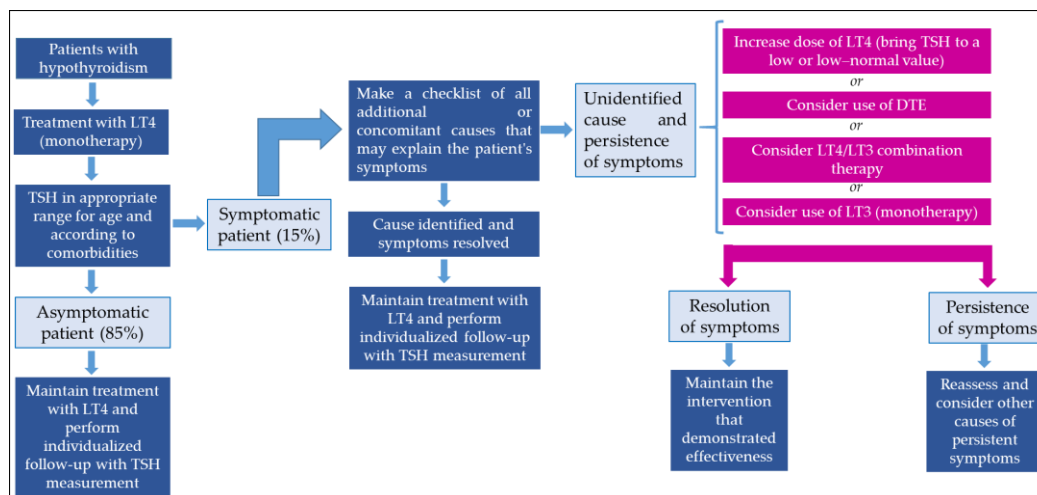 Patients with
hypothyroidism
Treatment with LT4
(monotherapy)
TSH in appropriate
range for age and
according to
comorbidities
Asymptomatic
patient (85%)
Maintain treatment
with LT4 and
perform
individualized
follow-up with TSH
measurement
Symptomatic
patient (15%)
Make a checklist of all
additional or
concomitant causes that
may explain the patient's
symptoms
Cause identified and
symptoms resolved
Maintain treatment with
LT4 and perform
individualized follow-up
with TSH measurement
Unidentified
cause and
persistence
of symptoms
Increase dose of LT4 (bring TSH to a
low or low–normal value)
or
Consider use of DTE
or
Consider LT4/LT3 combination
therapy
or
Consider use of LT3 (monotherapy)
Resolution
of symptoms
Maintain the
intervention
that
demonstrated
effectiveness
Persistence
of symptoms
Reassess and
consider other
causes of
persistent
symptoms